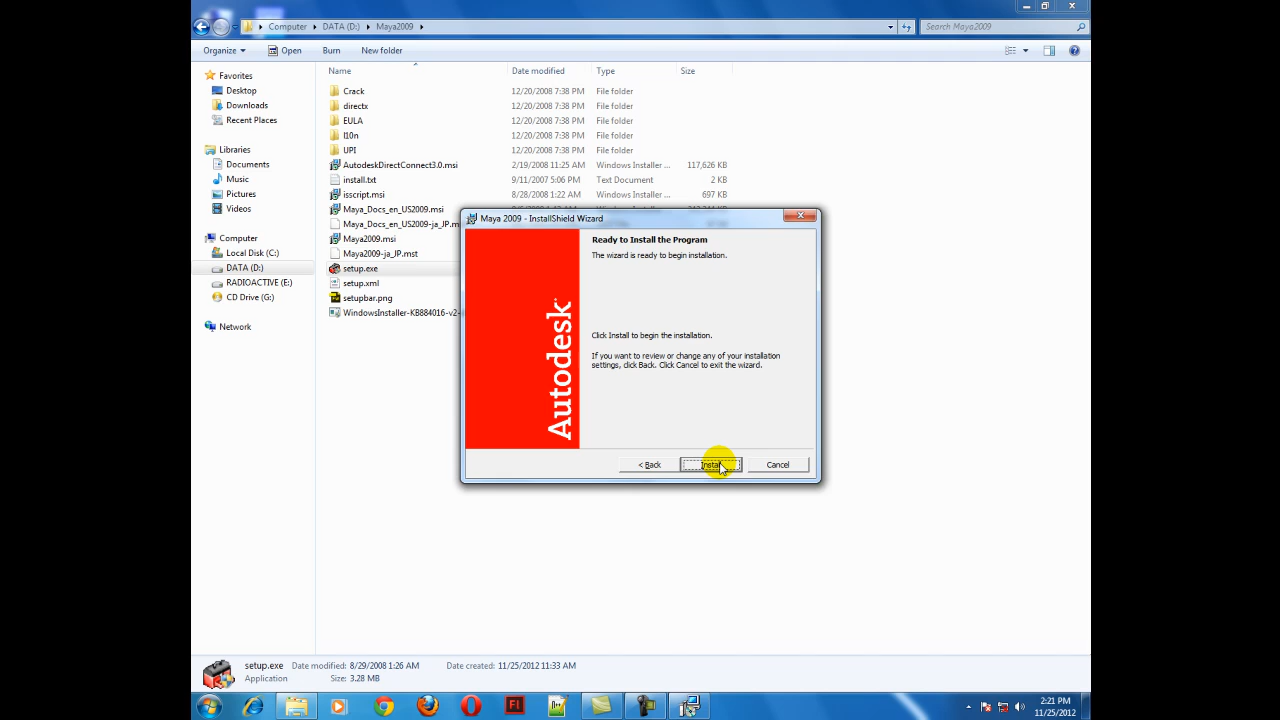 Computer DATA (D:) Maya2009
Search Maya2009
Organize Open Burn New folder
Name Date modified Type Size
Favorites
Desktop
Downloads
Recent Places
Libraries
Documents
Music
Pictures
Videos
Computer
Local Disk (C:)
DATA (D:)
RADIOACTIVE (E:)
CD Drive (G:)
Network
Crack 12/20/2008 7:38 PM File folder
directx 12/20/2008 7:38 PM File folder
EULA 12/20/2008 7:38 PM File folder
l10n 12/20/2008 7:38 PM File folder
UPI 12/20/2008 7:38 PM File folder
AutodeskDirectConnect3.0.msi 2/19/2008 11:25 AM Windows Installer ... 117,626 KB
install.txt 9/11/2007 5:06 PM Text Document 2 KB
isscript.msi 8/28/2008 1:22 AM Windows Installer ... 697 KB
Maya_Docs_en_US2009.msi
Maya_Docs_en_US2009-ja_JP.m
Maya2009.msi
Maya2009-ja_JP.mst
setup.exe
setup.xml
setupbar.png
WindowsInstaller-KB884016-v2-
Maya 2009 - InstallShield Wizard
Autodesk
Ready to Install the Program
The wizard is ready to begin installation.
Click Install to begin the installation.
If you want to review or change any of your installation
settings, click Back. Click Cancel to exit the wizard.
< Back Install Cancel
setup.exe Date modified: 8/29/2008 1:26 AM Date created: 11/25/2012 11:33 AM
Application Size: 3.28 MB
2:21 PM
11/25/2012